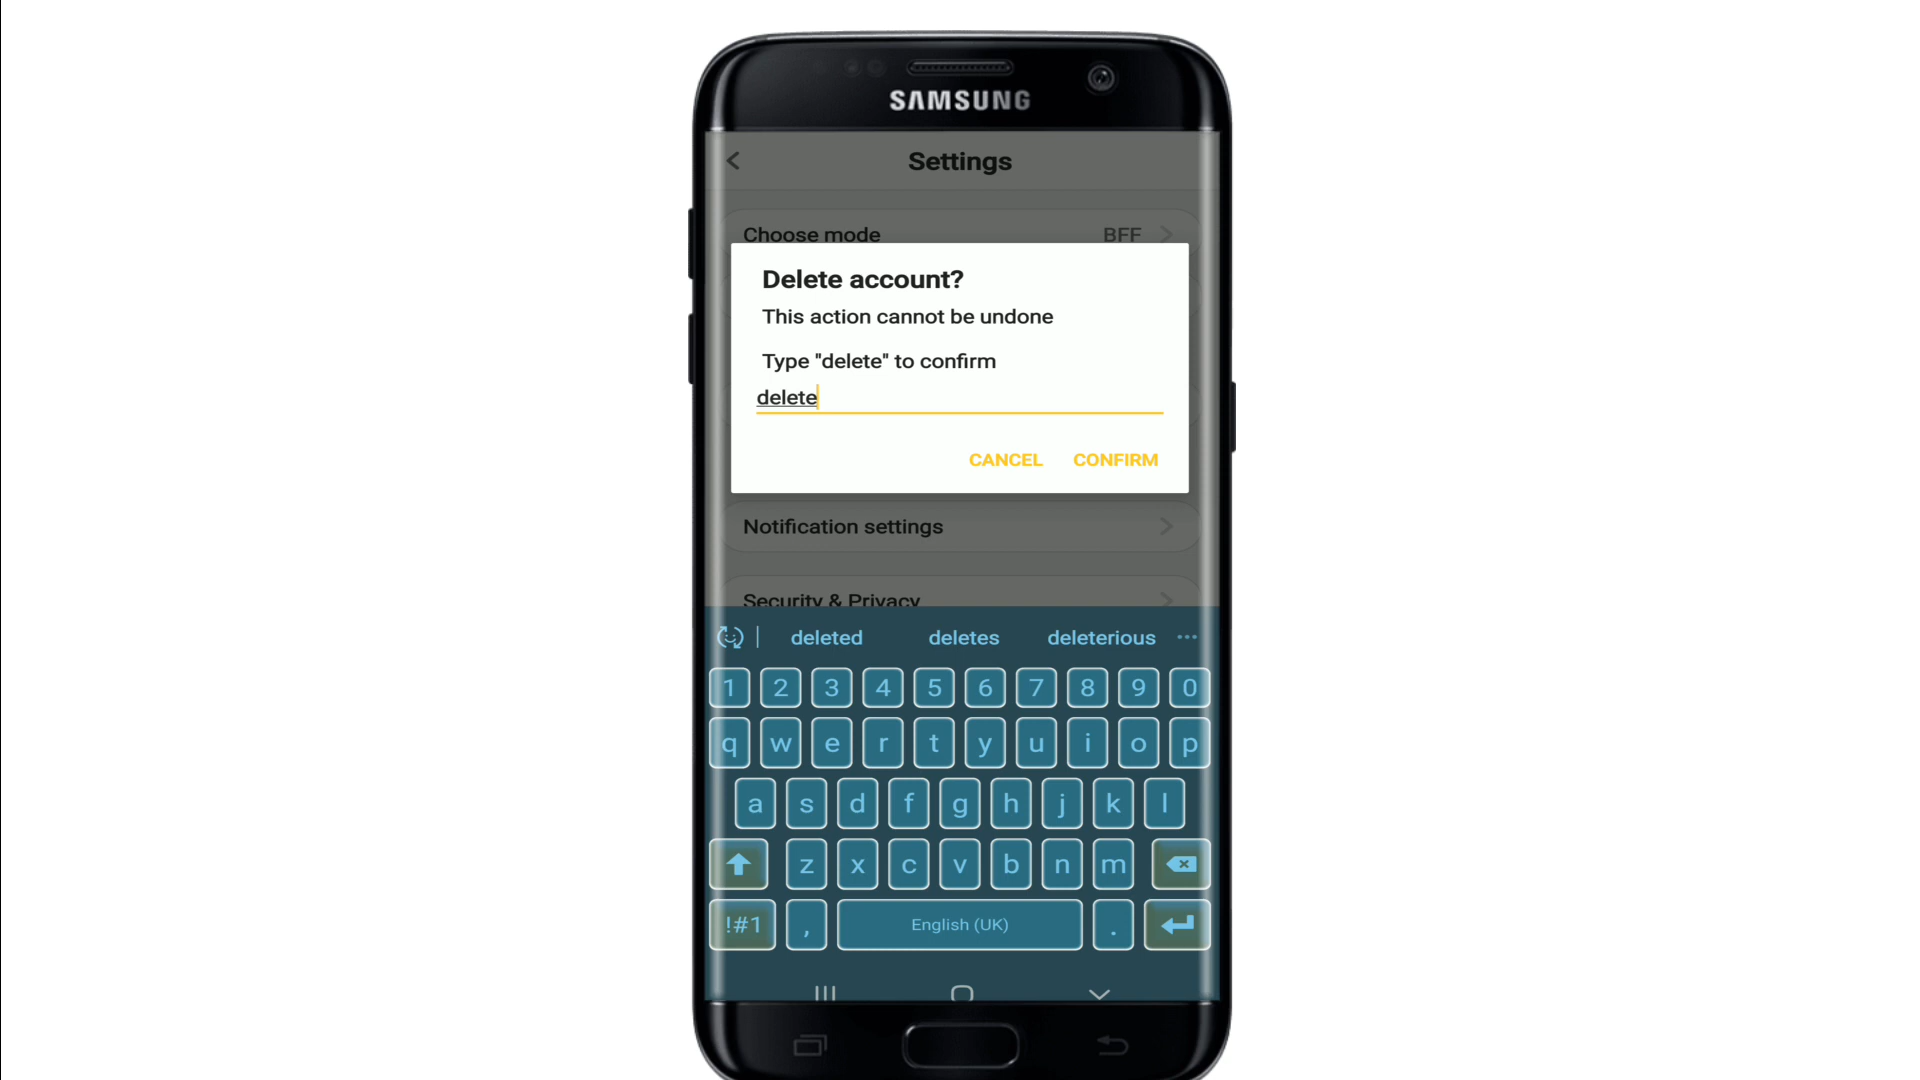 SAMSUNG
Settings
Choose mode BFF
Delete account?
This action cannot be undone
Type "delete" to confirm
delete
CANCEL CONFIRM
Notification settings
Security & Privacy
deleted deletes deleterious
1 2 3 4 5 6 7 8 9 0
q w e r t y u i o p
a s d f g h j k l
z x c v b n m
!#1 , English (UK) .